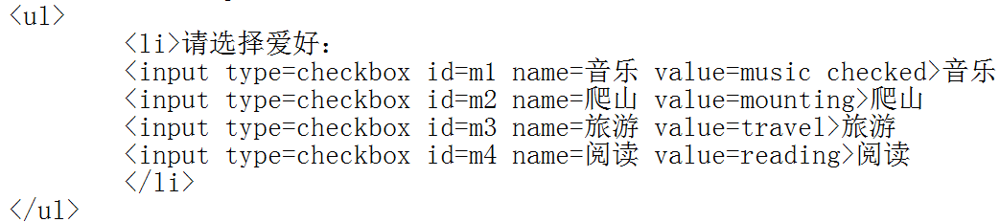 <ul>
<li>请选择爱好：
<input type=checkbox id=m1 name=音乐 value=music checked>音乐
<input type=checkbox id=m2 name=爬山 value=mounting>爬山
<input type=checkbox id=m3 name=旅游 value=travel>旅游
<input type=checkbox id=m4 name=阅读 value=reading>阅读
</li>
</ul>